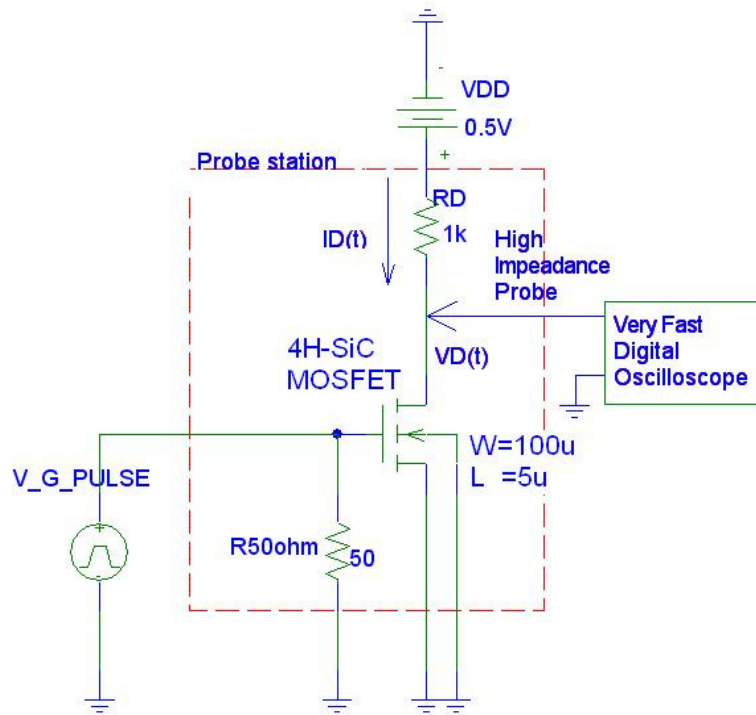 -
VDD
0.5V
+
Probe station
RD
1k
ID(t)
High
Impeadance
Probe
Very Fast
Digital
Oscilloscope
VD(t)
4H-SiC
MOSFET
W=100u
L =5u
V_G_PULSE
+
-
R50ohm
50